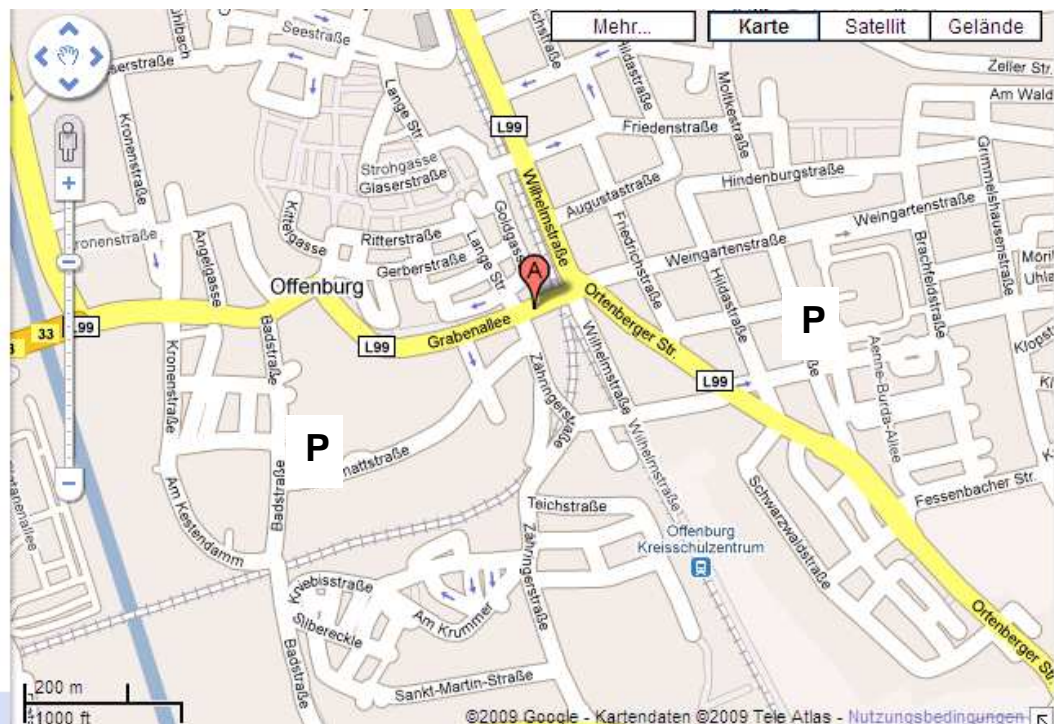 Mehr...
Karte
Satellit
Gelände
Seestraße
Zeller Str.
Am Wald
Kronenstraße
Lange Str.
L99
Hildastraße
Moltkestraße
Friedenstraße
Grimmelshausenstraße
Strohgasse
Glaserstraße
Wilhelmstraße
Hindenburgstraße
Augustastraße
Goldgasse
Kittelgasse
Weingartenstraße
Angelgasse
Ritterstraße
Lange Str.
Friedrichstraße
Weingartenstraße
Brachfeldstraße
Gerberstraße
A
Hildastraße
Offenburg
Ortenberger Str.
P
33
L99
Badstraße
Grabenallee
L99
Wilhelmstraße
Kronenstraße
Zähringerstraße
L99
Aenne-Burda-Allee
P
Badstraße
Wilhelmstraße
Am Kestendamm
Schwarzwaldstraße
Fessenbacher Str.
Teichstraße
Platanenallee
Offenburg
Kreisschulzentrum
Zähringerstraße
Kniebisstraße
Am Krummer
Silbereckle
Badstraße
Ortenberger Str.
Sankt-Martin-Straße
200 m
1000 ft
©2009 Google - Kartendaten ©2009 Tele Atlas - Nutzungsbedingungen